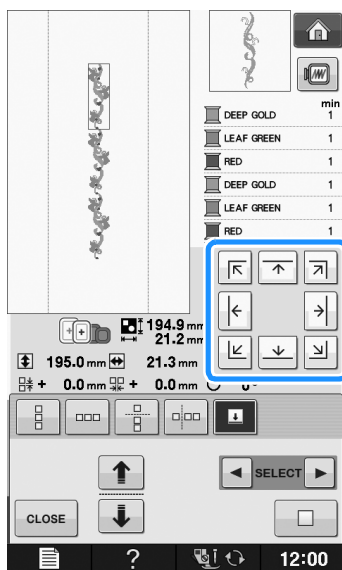 min
DEEP GOLD 1
LEAF GREEN 1
RED 1
DEEP GOLD 1
LEAF GREEN 1
RED 1
194.9 mm
21.2 mm
195.0 mm 21.3 mm
+ 0.0 mm + 0.0 mm 0°
SELECT
CLOSE
? 12:00